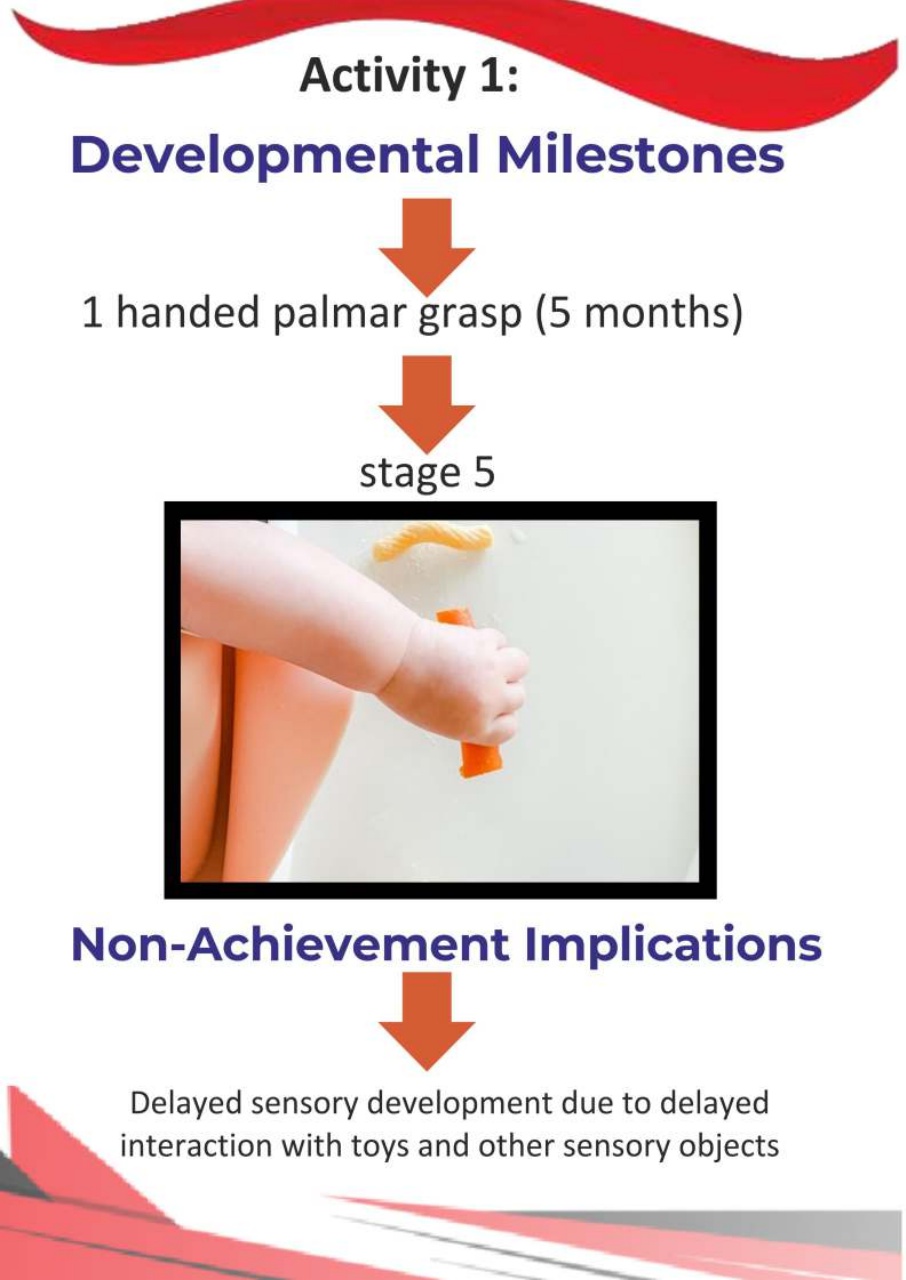 Activity 1:
Developmental Milestones
1 handed palmar grasp (5 months)
stage 5
Non-Achievement Implications
Delayed sensory development due to delayed
interaction with toys and other sensory objects